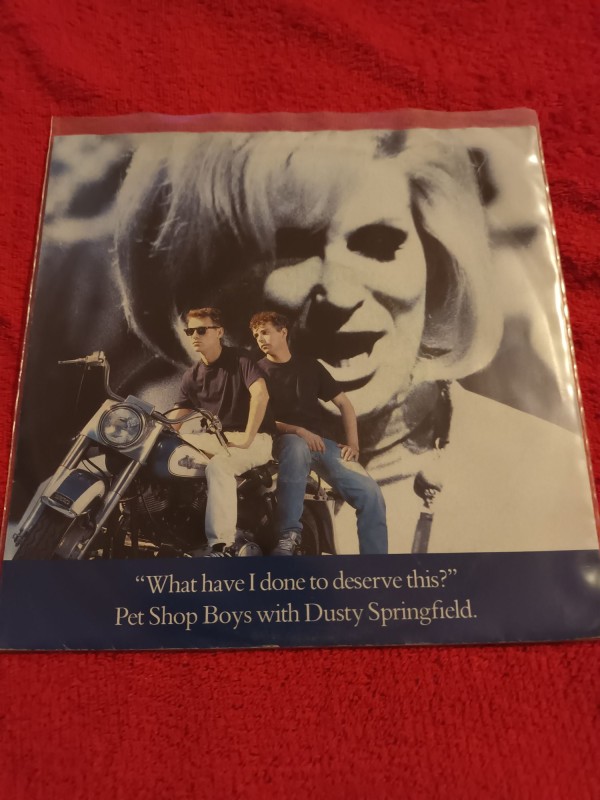 “What have I done to deserve this?”
Pet Shop Boys with Dusty Springfield.